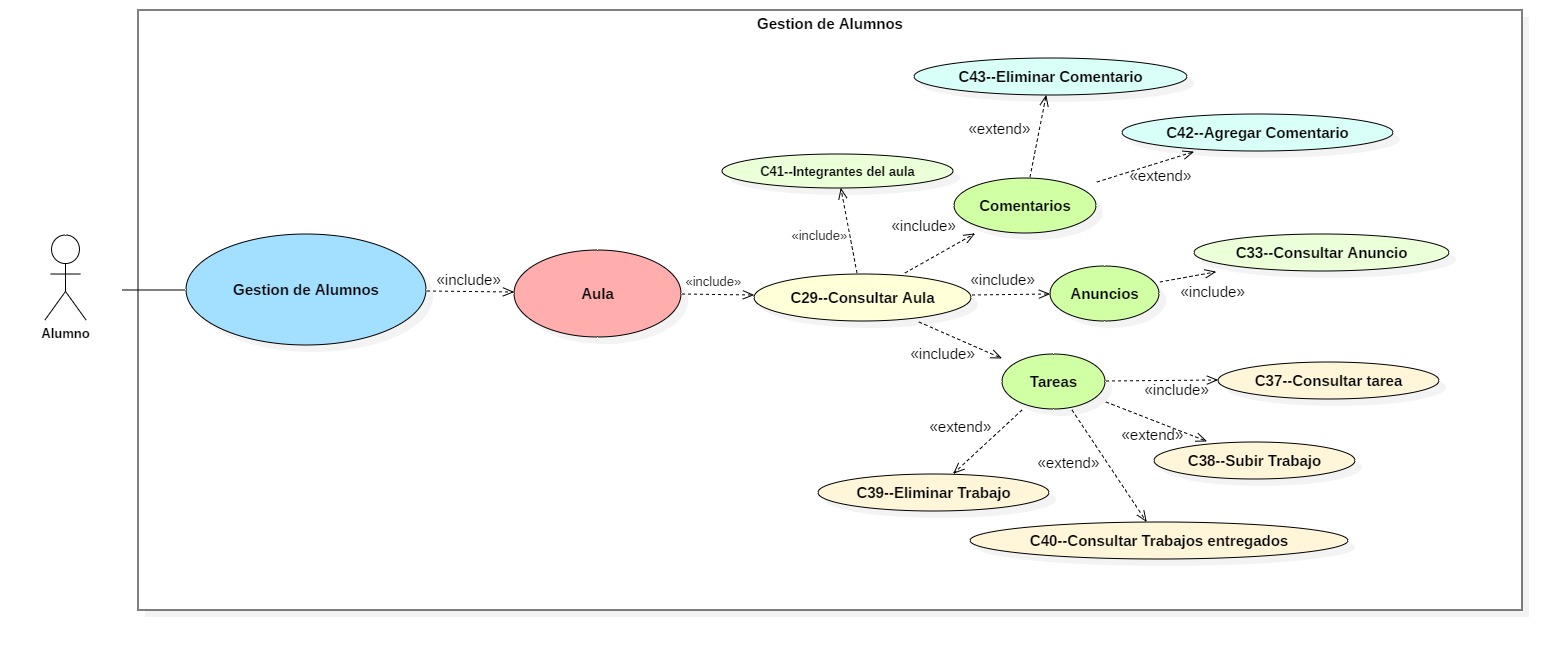 Gestion de Alumnos
C43--Eliminar Comentario
«extend»
C42--Agregar Comentario
«extend»
C41--Integrantes del aula
Comentarios
«include»
«include»
C33--Consultar Anuncio
«include»
Alumno
Gestion de Alumnos
«include»
Aula
«include»
C29--Consultar Aula
«include»
Anuncios
«include»
Tareas
«include»
C37--Consultar tarea
«extend»
«extend»
C38--Subir Trabajo
«extend»
C39--Eliminar Trabajo
C40--Consultar Trabajos entregados